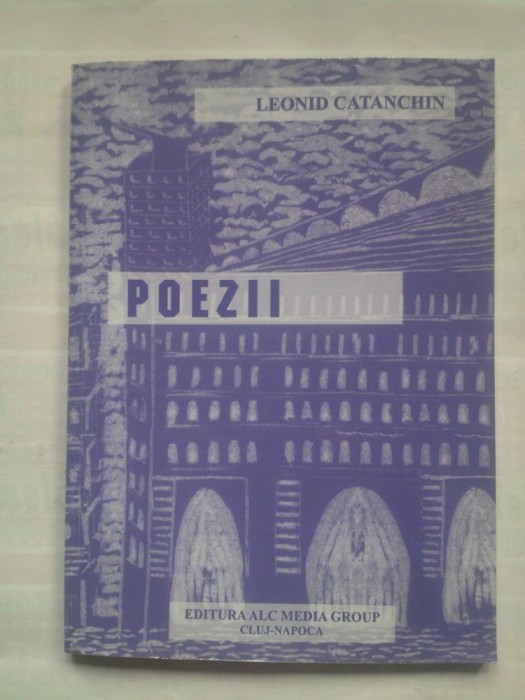 LEONID CATANCHIN
POEZII
EDITURA ALC MEDIA GROUP
CLUJ-NAPOCA